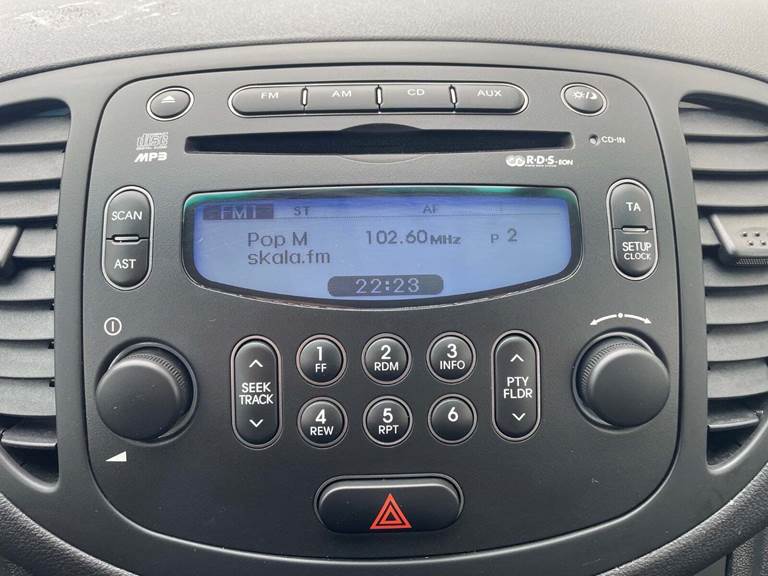 FM AM CD AUX
MP3
R·D·S-EON
CD-IN
SCAN
AST
TA
SETUP
CLOCK
FM1 ST AF
Pop M 102.60MHz P 2
skala.fm
22:23
SEEK
TRACK
1
FF
2
RDM
3
INFO
4
REW
5
RPT
6
PTY
FLDR